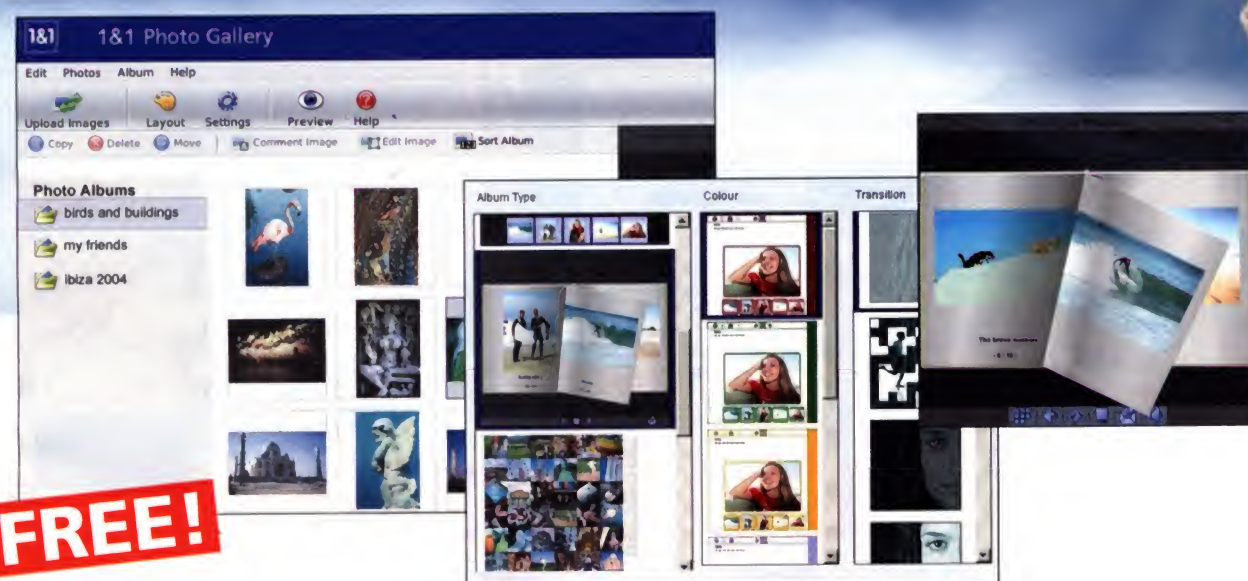 1&1 1&1 Photo Gallery
Edit Photos Album Help
Upload Images Layout Settings Preview Help
Copy Delete Move Comment Image Edit Image Sort Album
Photo Albums
birds and buildings
my friends
ibiza 2004
Album Type Colour Transition
FREE!